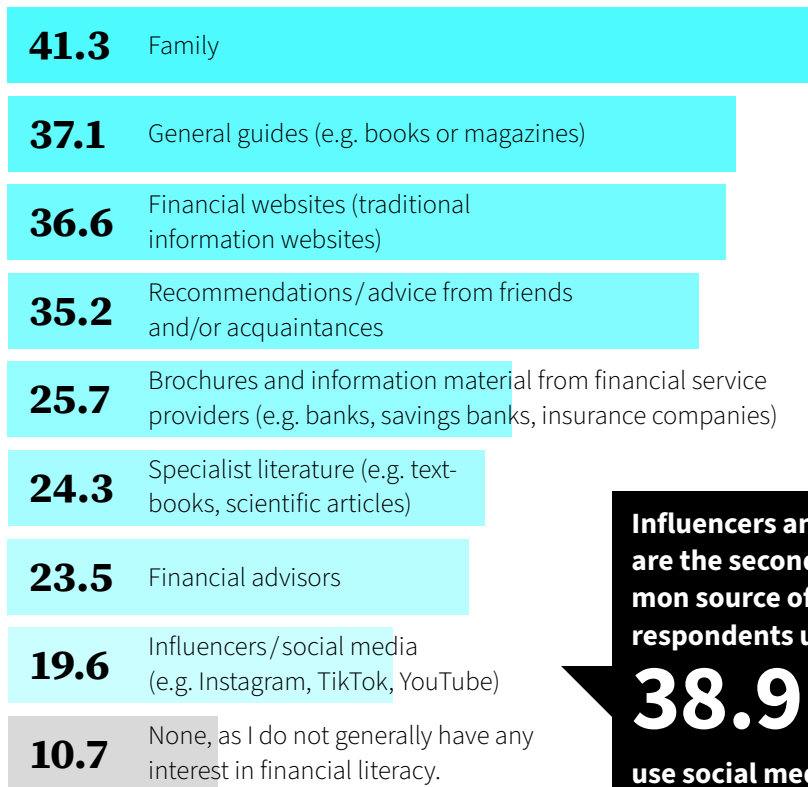 41.3 Family
37.1 General guides (e.g. books or magazines)
36.6 Financial websites (traditional
information websites)
35.2 Recommendations/advice from friends
and/or acquaintances
25.7 Brochures and information material from financial service
providers (e.g. banks, savings banks, insurance companies)
24.3 Specialist literature (e.g. text-
books, scientific articles)
23.5 Financial advisors
19.6 Influencers/social media
(e.g. Instagram, TikTok, YouTube)
10.7 None, as I do not generally have any
interest in financial literacy.
Influencers
are the
mon source
respondents
38.9
use social